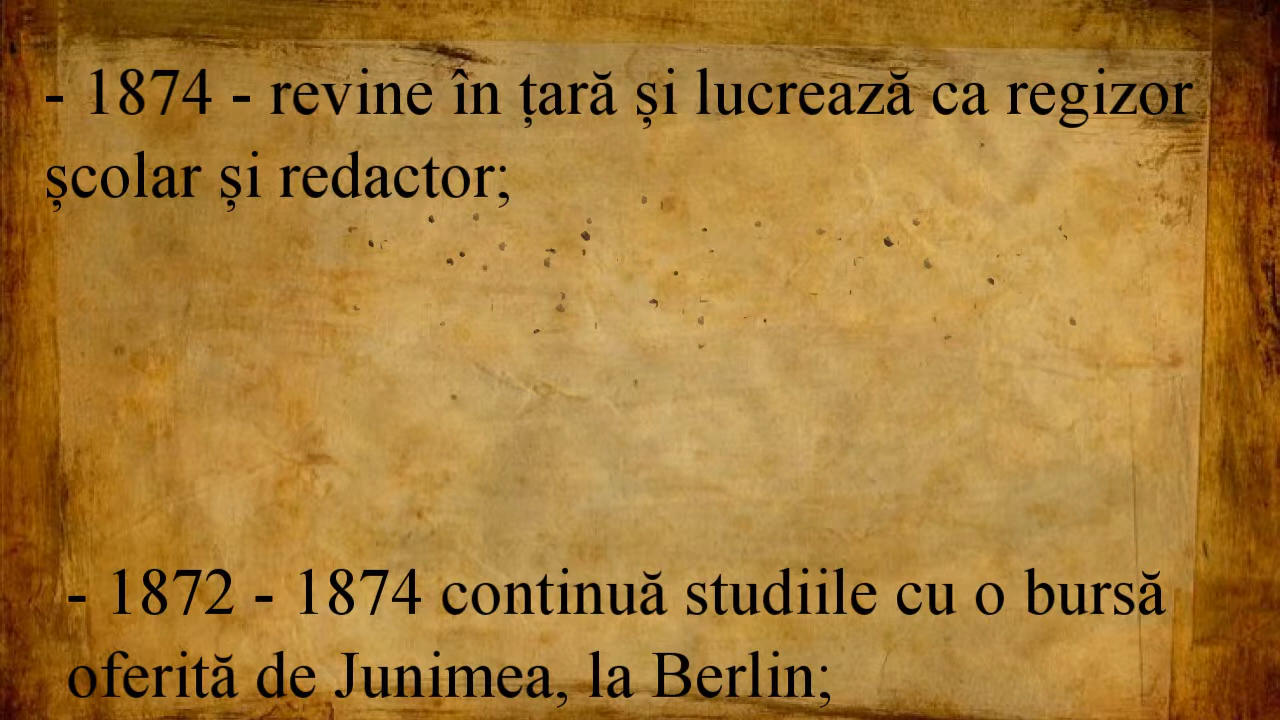 - 1874 - revine în țară și lucrează ca regizor
școlar și redactor;
- 1872 - 1874 continuă studiile cu o bursă
oferită de Junimea, la Berlin;